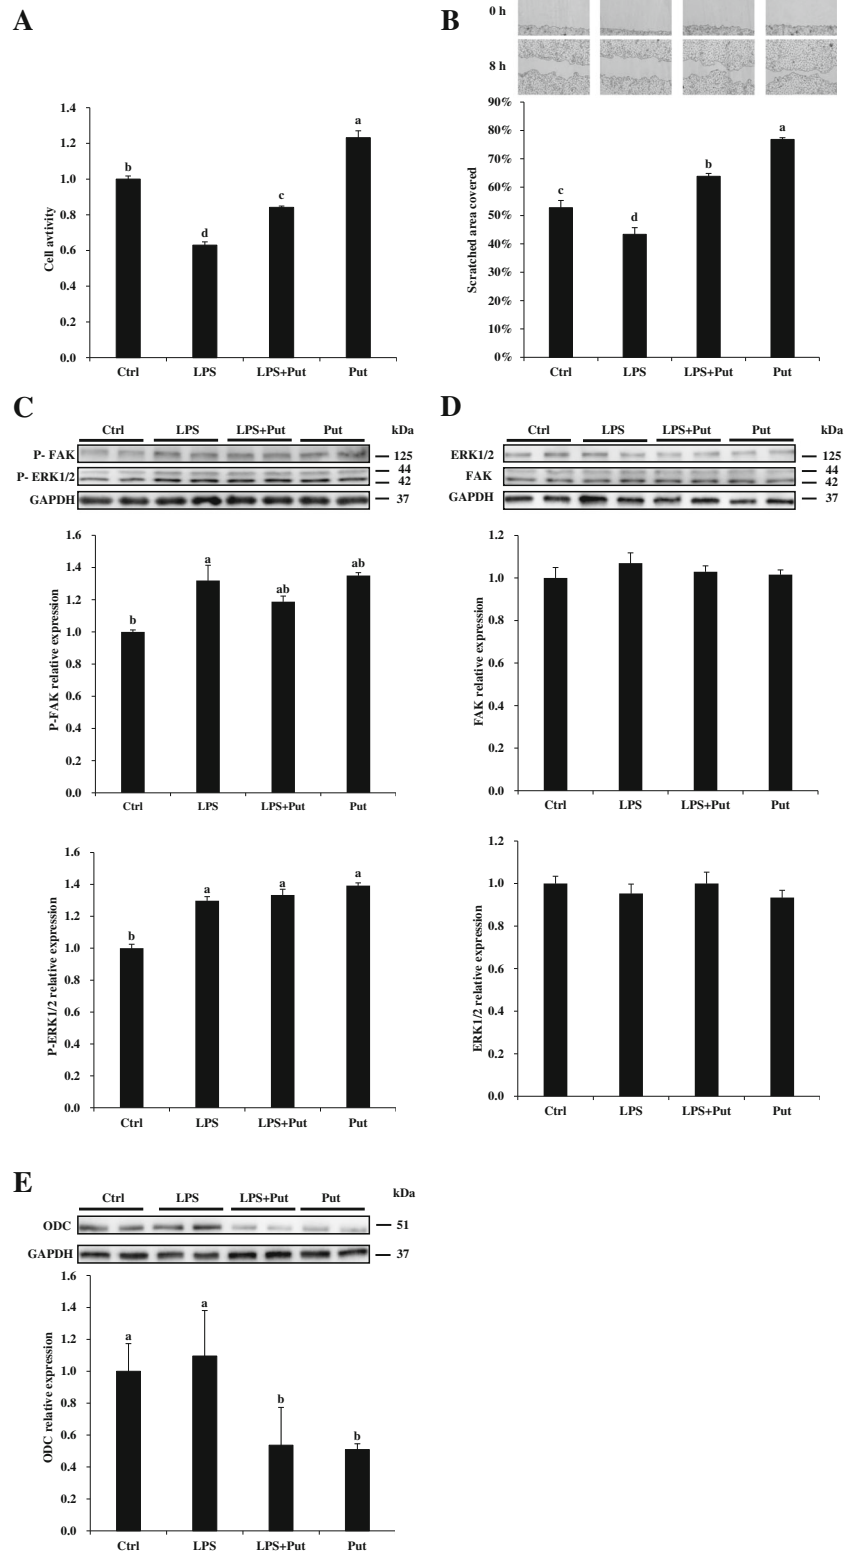 A
1.4
1.2
1.0
0.8
0.6
0.4
0.2
0.0
Cell avtivity
b
d
c
a
Ctrl LPS LPS+Put Put
B
0 h
8 h
90%
80%
70%
60%
50%
40%
30%
20%
10%
0%
Scratched area covered
c
d
b
a
Ctrl LPS LPS+Put Put
C
Ctrl LPS LPS+Put Put kDa
P- FAK 125
P- ERK1/2 44
42
GAPDH 37
1.6
1.4
1.2
1.0
0.8
0.6
0.4
0.2
0.0
P-FAK relative expression
b
a
ab
ab
Ctrl LPS LPS+Put Put
1.6
1.4
1.2
1.0
0.8
0.6
0.4
0.2
0.0
P-ERK1/2 relative expression
b
a
a
a
Ctrl LPS LPS+Put Put
D
Ctrl LPS LPS+Put Put kDa
ERK1/2 125
FAK 44
42
GAPDH 37
1.2
1.0
0.8
0.6
0.4
0.2
0.0
FAK relative expression
Ctrl LPS LPS+Put Put
1.2
1.0
0.8
0.6
0.4
0.2
0.0
ERK1/2 relative expression
Ctrl LPS LPS+Put Put
E
Ctrl LPS LPS+Put Put kDa
ODC 51
GAPDH 37
1.6
1.4
1.2
1.0
0.8
0.6
0.4
0.2
0.0
ODC relative expression
a
a
b
b
Ctrl LPS LPS+Put Put